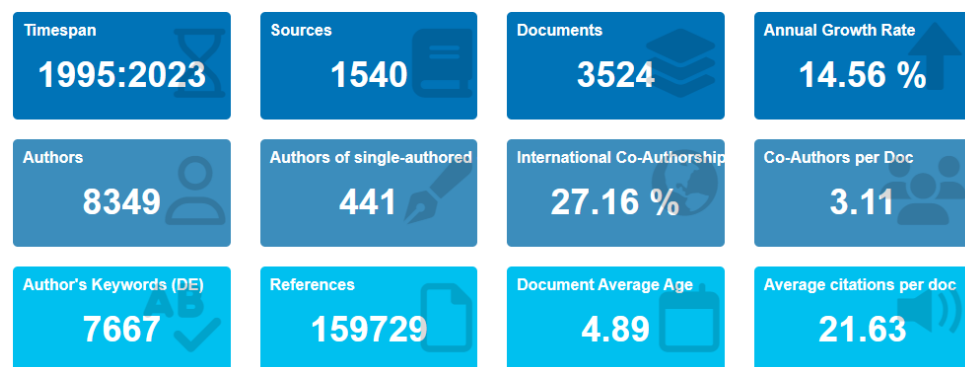 Timespan
1995:2023
Sources
1540
Documents
3524
Annual Growth Rate
14.56 %
Authors
8349
Authors of single-authored
441
International Co-Authorship
27.16 %
Co-Authors per Doc
3.11
Author's Keywords (DE)
AB
7667
References
159729
Document Average Age
4.89
Average citations per doc
21.63